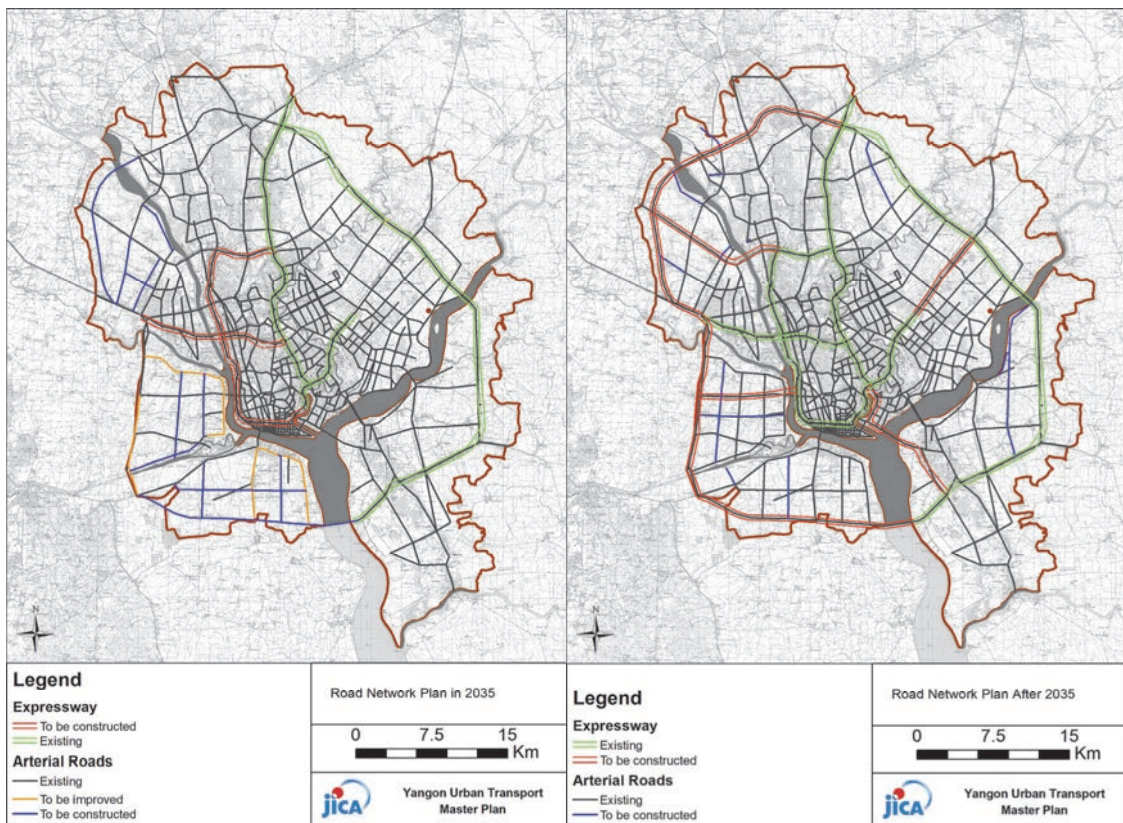 N
Legend
Expressway
To be constructed
Existing
Arterial Roads
Existing
To be improved
To be constructed
Road Network Plan in 2035
0 7.5 15
Km
JICA
Yangon Urban Transport
Master Plan
N
Legend
Expressway
Existing
To be constructed
Arterial Roads
Existing
To be constructed
Road Network Plan After 2035
0 7.5 15
Km
JICA
Yangon Urban Transport
Master Plan